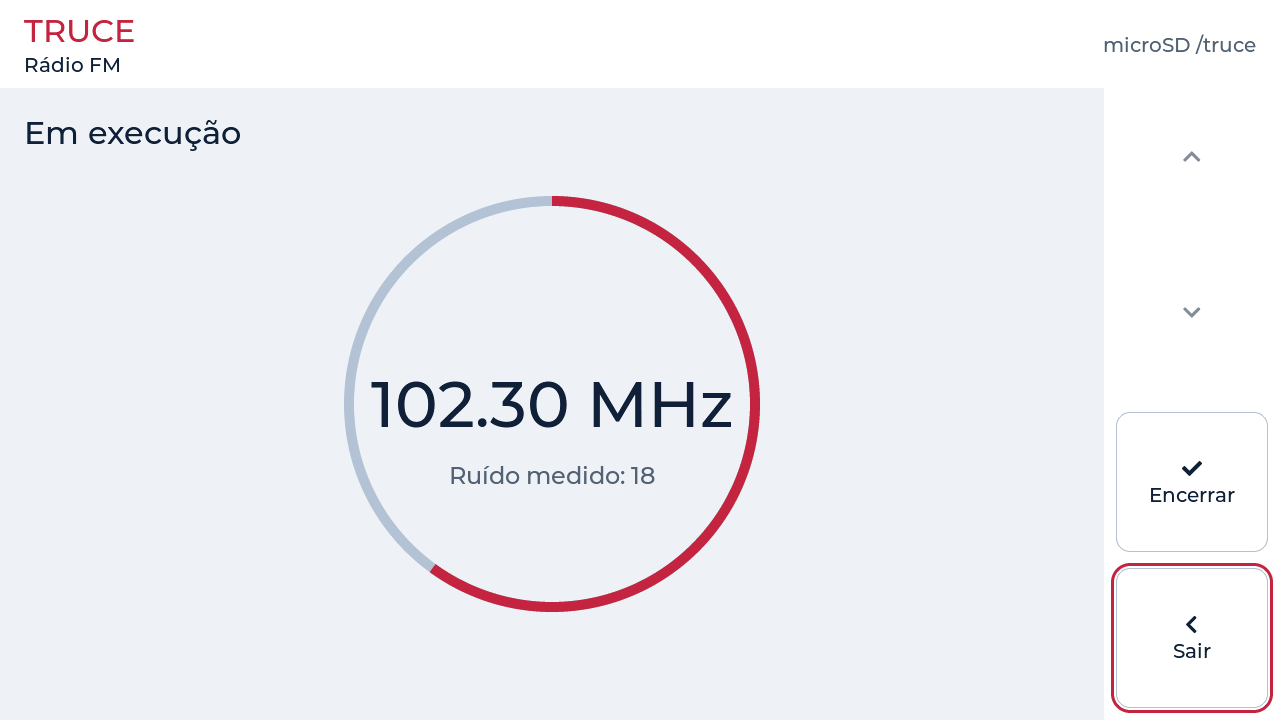 TRUCE
Rádio FM
microSD /truce
Em execução
102.30 MHz
Ruído medido: 18
Encerrar
Sair